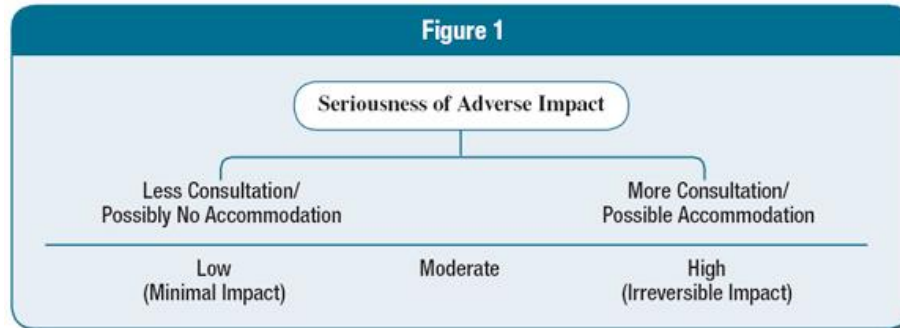 Figure 1
Seriousness of Adverse Impact
Less Consultation/
Possibly No Accommodation
More Consultation/
Possible Accommodation
Low
(Minimal Impact)
Moderate
High
(Irreversible Impact)